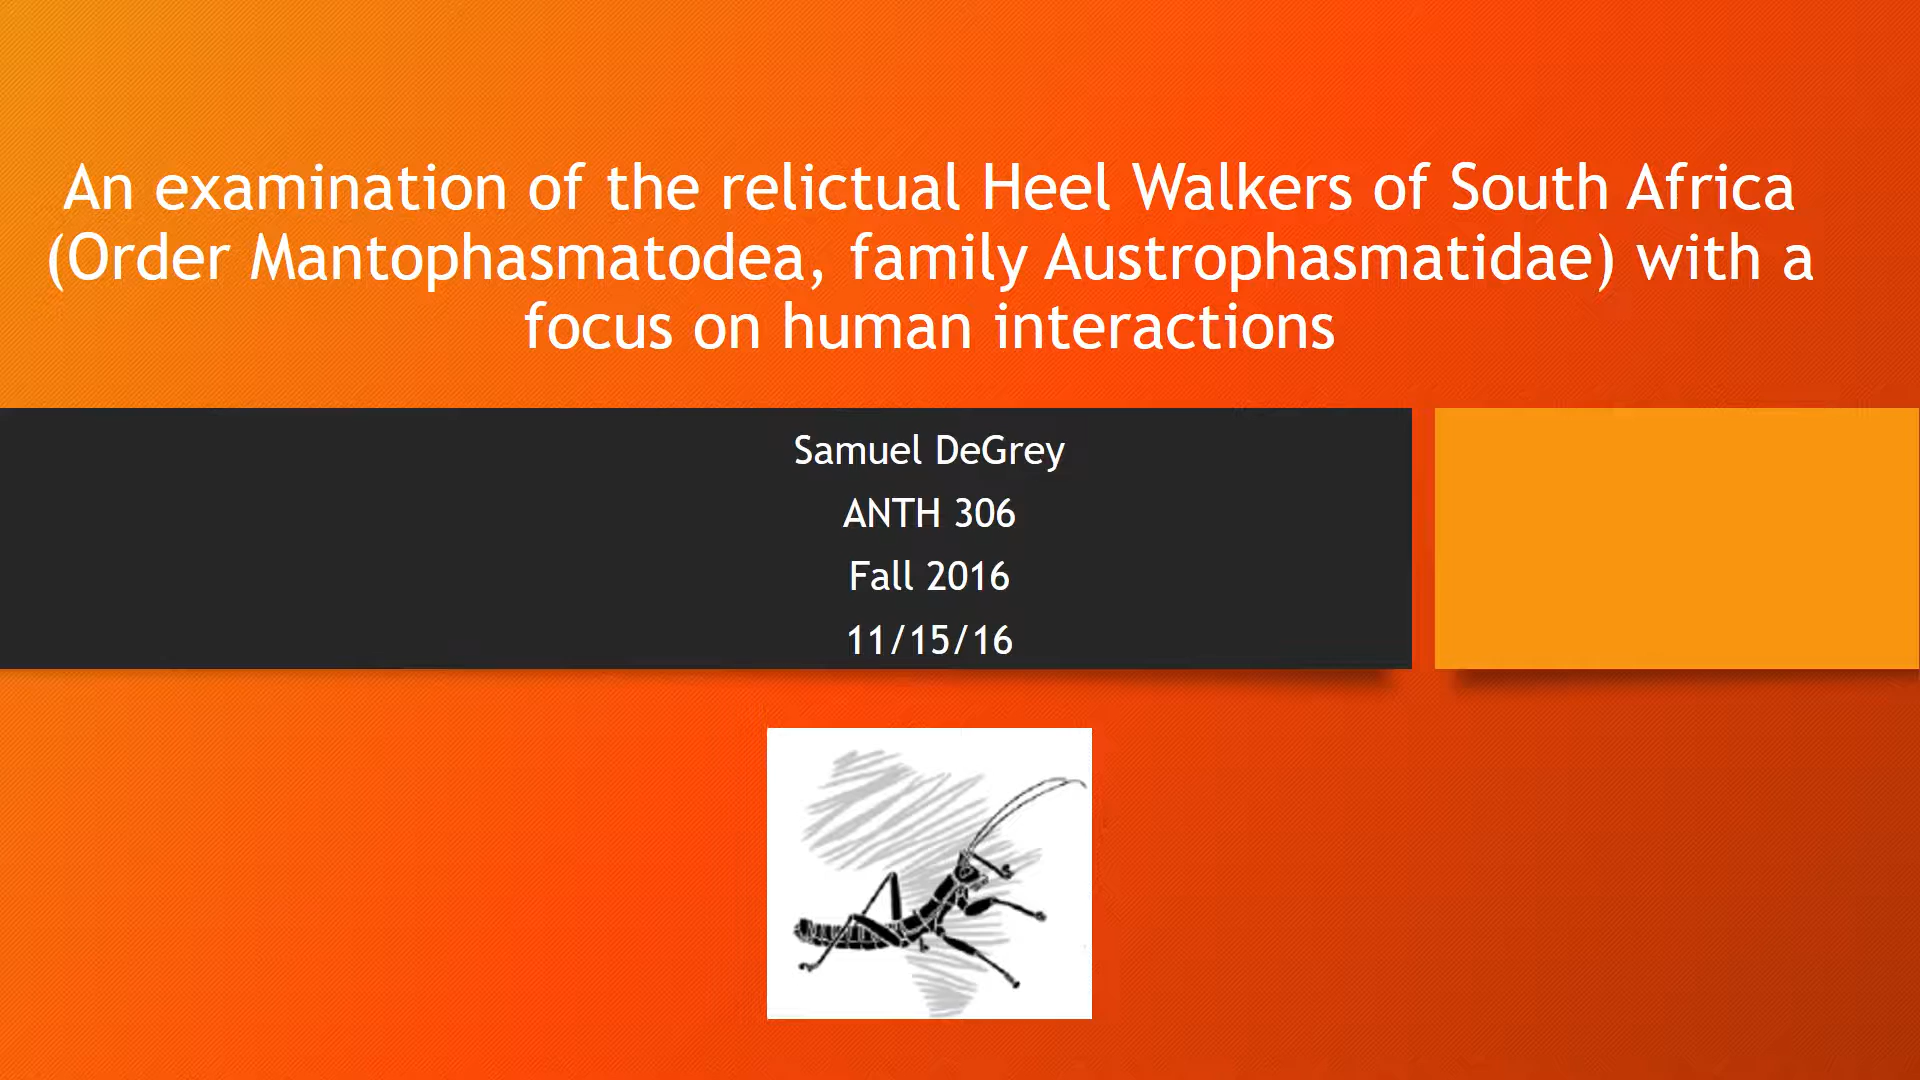 An examination of the relictual Heel Walkers of South Africa
(Order Mantophasmatodea, family Austrophasmatidae) with a
focus on human interactions
Samuel DeGrey
ANTH 306
Fall 2016
11/15/16